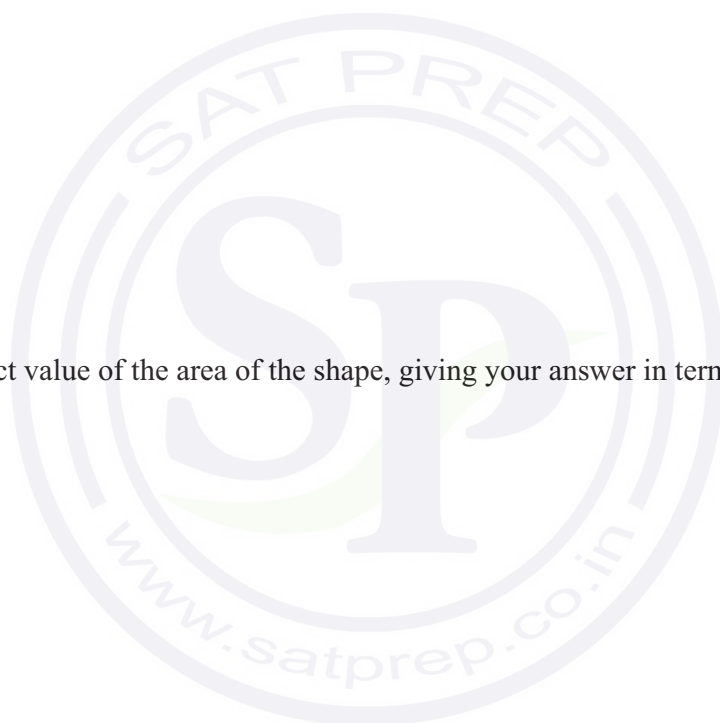 SAT PREP
SP
ct value of the area of the shape, giving your answer in tern
www.satprep.co.in